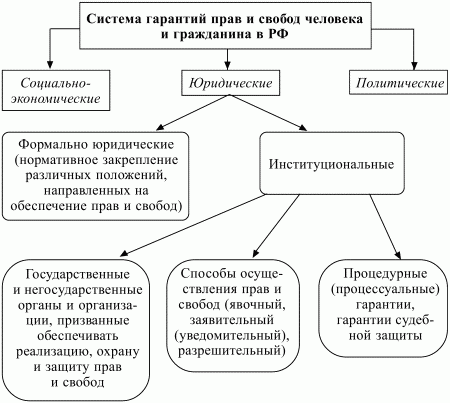 Система гарантий прав и свобод человека
и гражданина в РФ
Социально-
экономические
Юридические
Политические
Формально юридические
(нормативное закрепление
различных положений,
направленных на
обеспечение прав и свобод)
Институциональные
Государственные
и негосударственные
органы и организа-
ции, призванные
обеспечивать
реализацию, охрану
и защиту прав
и свобод
Способы осуще-
ствления прав и
свобод (явочный,
заявительный
(уведомительный),
разрешительный)
Процедурные
(процессуальные)
гарантии,
гарантии судеб-
ной защиты